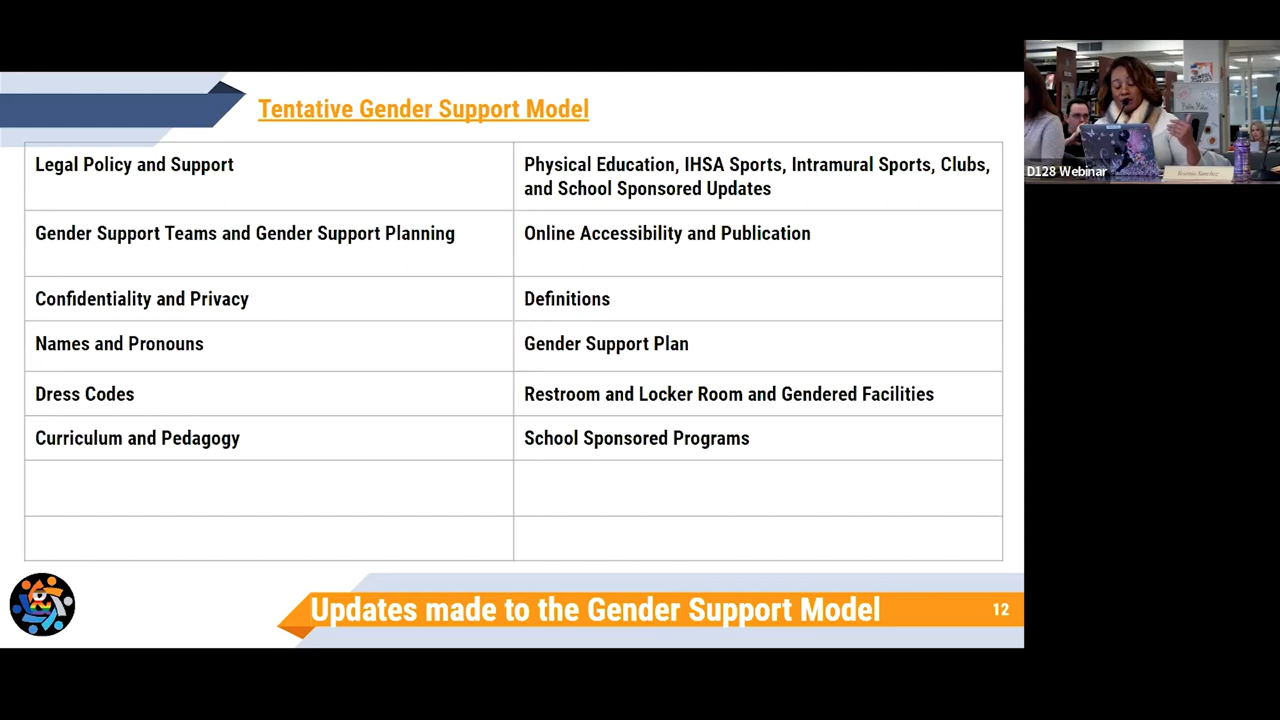 Tentative Gender Support Model
Legal Policy and Support
Physical Education, IHSA Sports, Intramural Sports, Clubs,
and School Sponsored Updates
Gender Support Teams and Gender Support Planning
Online Accessibility and Publication
Confidentiality and Privacy
Definitions
Names and Pronouns
Gender Support Plan
Dress Codes
Restroom and Locker Room and Gendered Facilities
Curriculum and Pedagogy
School Sponsored Programs
Updates made to the Gender Support Model
12
D128 Webinar